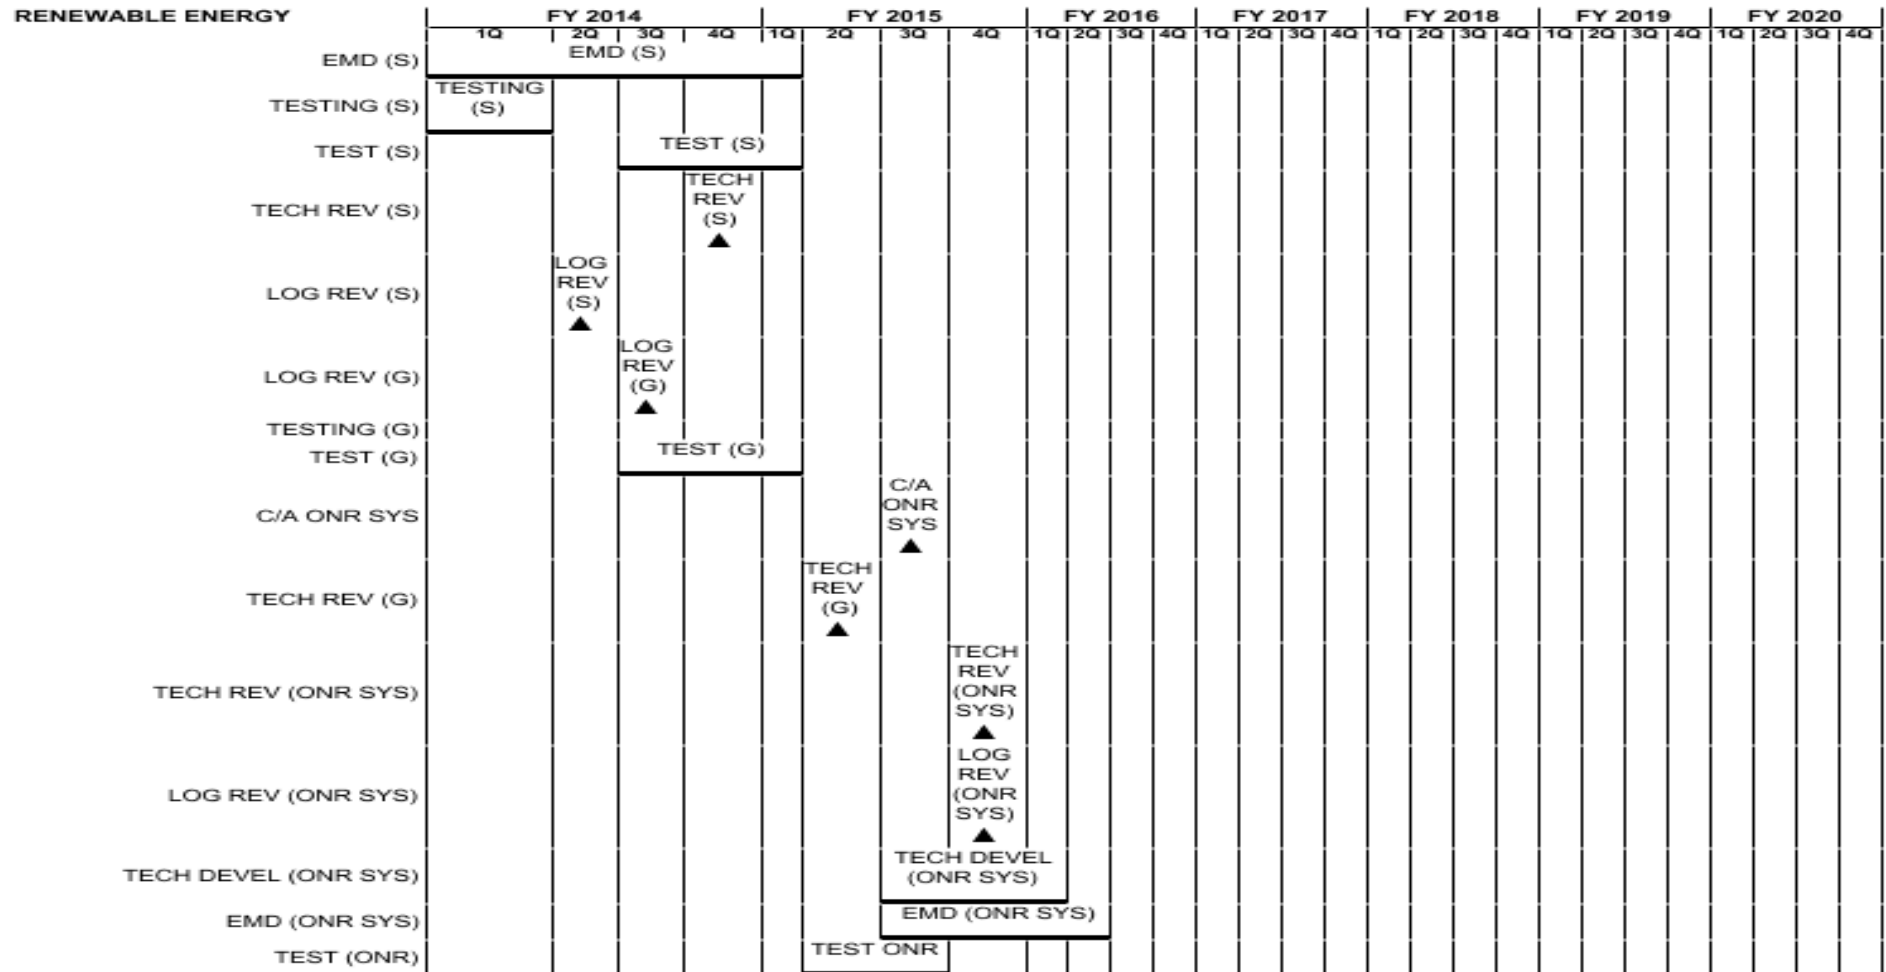 RENEWABLE ENERGY FY 2014 FY 2015 FY 2016 FY 2017 FY 2018 FY 2019 FY 2020
1Q 2Q 3Q 4Q 1Q 2Q 3Q 4Q 1Q 2Q 3Q 4Q 1Q 2Q 3Q 4Q 1Q 2Q 3Q 4Q 1Q 2Q 3Q 4Q 1Q 2Q 3Q 4Q
EMD (S)
EMD (S)
TESTING (S)
TESTING
(S)
TEST (S)
TEST (S)
TECH REV (S)
TECH
REV
(S)
LOG REV (S)
LOG
REV
(S)
LOG REV (G)
LOG
REV
(G)
TESTING (G)
TEST (G)
TEST (G)
C/A ONR SYS
C/A
ONR
SYS
TECH REV (G)
TECH
REV
(G)
TECH REV (ONR SYS)
TECH
REV
(ONR
SYS)
LOG REV (ONR SYS)
LOG
REV
(ONR
SYS)
TECH DEVEL (ONR SYS)
TECH DEVEL
(ONR SYS)
EMD (ONR SYS)
EMD (ONR SYS)
TEST (ONR)
TEST ONR